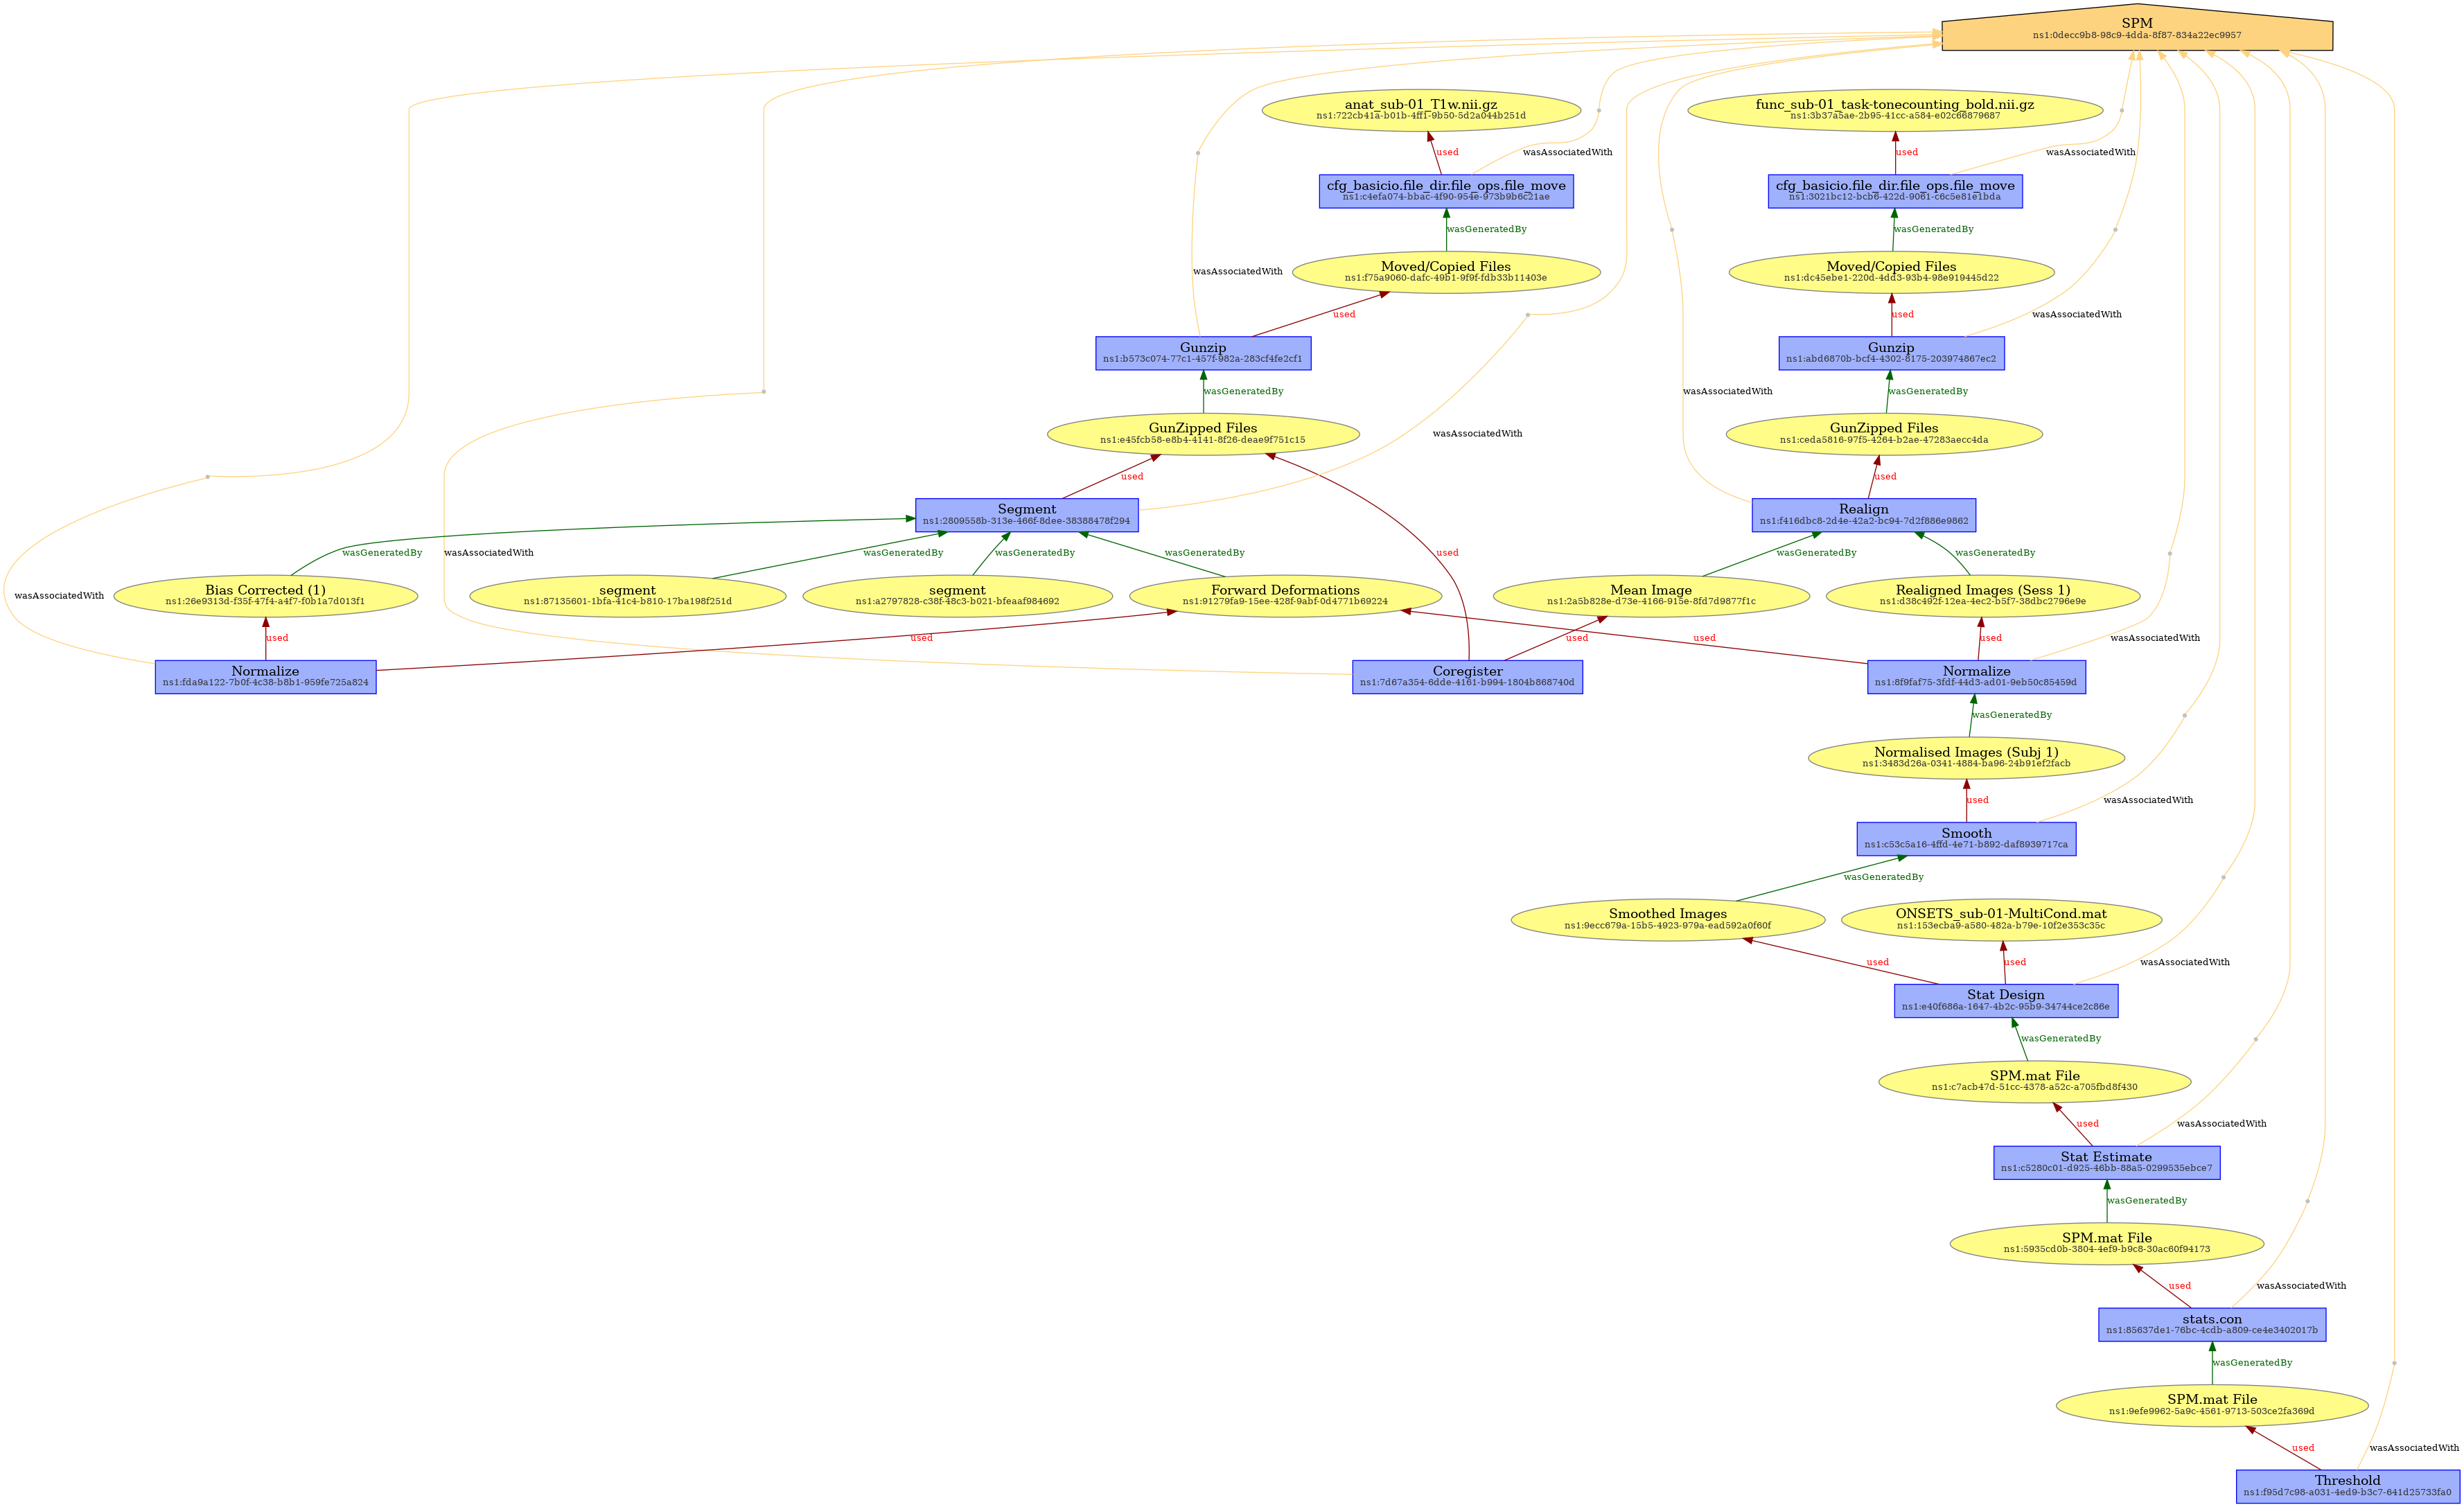 SPM
ns1:0decc9b8-98c9-4dda-8f87-834a22ec9957
anat_sub-01_T1w.nii.gz
ns1:722cb41a-b01b-4ff1-9b50-5d2a044b251d
func_sub-01_task-tonecounting_bold.nii.gz
ns1:3b37a5ae-2b95-41cc-a584-e02c66879687
used
wasAssociatedWith
used
wasAssociatedWith
cfg_basicio.file_dir.file_ops.file_move
ns1:c4efa074-bbac-4f90-954e-973b9b6c21ae
cfg_basicio.file_dir.file_ops.file_move
ns1:3021bc12-bcb6-422d-9061-c6c5e81e1bda
wasGeneratedBy
wasGeneratedBy
wasAssociatedWith
Moved/Copied Files
ns1:f75a9060-dafc-49b1-9f9f-fdb33b11403e
Moved/Copied Files
ns1:dc45ebe1-220d-4dd3-93b4-98e919445d22
used
used
wasAssociatedWith
Gunzip
ns1:b573c074-77c1-457f-982a-283cf4fe2cf1
Gunzip
ns1:abd6870b-bcf4-4302-8175-203974867ec2
wasGeneratedBy
wasAssociatedWith
wasGeneratedBy
GunZipped Files
ns1:e45fcb58-e8b4-4141-8f26-deae9f751c15
wasAssociatedWith
GunZipped Files
ns1:ceda5816-97f5-4264-b2ae-47283aecc4da
used
used
Segment
ns1:2809558b-313e-466f-8dee-38388478f294
Realign
ns1:f416dbc8-2d4e-42a2-bc94-7d2f886e9862
wasGeneratedBy
wasAssociatedWith
wasGeneratedBy
wasGeneratedBy
wasGeneratedBy
used
wasGeneratedBy
wasGeneratedBy
wasAssociatedWith
Bias Corrected (1)
ns1:26e9313d-f35f-47f4-a4f7-f0b1a7d013f1
segment
ns1:87135601-1bfa-41c4-b810-17ba198f251d
segment
ns1:a2797828-c38f-48c3-b021-bfeaaf984692
Forward Deformations
ns1:91279fa9-15ee-428f-9abf-0d4771b69224
Mean Image
ns1:2a5b828e-d73e-4166-915e-8fd7d9877f1c
Realigned Images (Sess 1)
ns1:d38c492f-12ea-4ec2-b5f7-38dbc2796e9e
used
used
used
used
used
wasAssociatedWith
Normalize
ns1:fda9a122-7b0f-4c38-b8b1-959fe725a824
Coregister
ns1:7d67a354-6dde-4161-b994-1804b868740d
Normalize
ns1:8f9faf75-3fdf-44d3-ad01-9eb50c85459d
wasGeneratedBy
Normalised Images (Subj 1)
ns1:3483d26a-0341-4884-ba96-24b91ef2facb
used
wasAssociatedWith
Smooth
ns1:c53c5a16-4ffd-4e71-b892-daf8939717ca
wasGeneratedBy
Smoothed Images
ns1:9ecc679a-15b5-4923-979a-ead592a0f60f
ONSETS_sub-01-MultiCond.mat
ns1:153ecba9-a580-482a-b79e-10f2e353c35c
used
used
wasAssociatedWith
Stat Design
ns1:e40f686a-1647-4b2c-95b9-34744ce2c86e
wasGeneratedBy
SPM.mat File
ns1:c7acb47d-51cc-4378-a52c-a705fbd8f430
used
wasAssociatedWith
Stat Estimate
ns1:c5280c01-d925-46bb-88a5-0299535ebce7
wasGeneratedBy
SPM.mat File
ns1:5935cd0b-3804-4ef9-b9c8-30ac60f94173
used
wasAssociatedWith
stats.con
ns1:85637de1-76bc-4cdb-a809-ce4e3402017b
wasGeneratedBy
SPM.mat File
ns1:9efe9962-5a9c-4561-9713-503ce2fa369d
used
wasAssociatedWith
Threshold
ns1:f95d7c98-a031-4ed9-b3c7-641d25733fa0